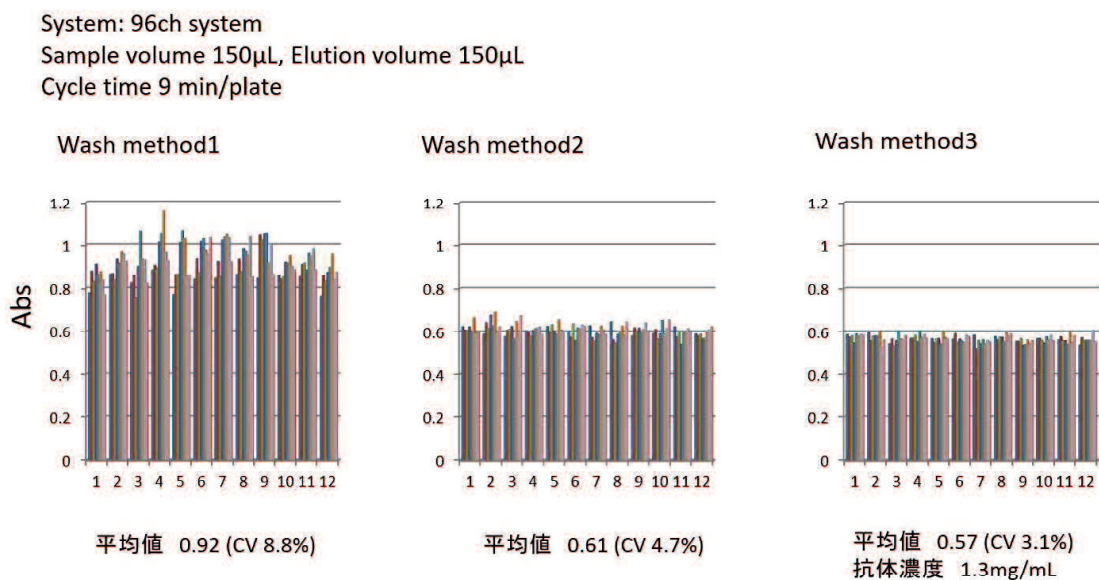 System: 96ch system
Sample volume 150µL, Elution volume 150µL
Cycle time 9 min/plate
Wash method1
Wash method2
Wash method3
Abs
1.2
1
0.8
0.6
0.4
0.2
0
1 2 3 4 5 6 7 8 9 10 11 12
1.2
1
0.8
0.6
0.4
0.2
0
1 2 3 4 5 6 7 8 9 10 11 12
1.2
1
0.8
0.6
0.4
0.2
0
1 2 3 4 5 6 7 8 9 10 11 12
平均値 0.92 (CV 8.8%)
平均値 0.61 (CV 4.7%)
平均値 0.57 (CV 3.1%)
抗体濃度 1.3mg/mL